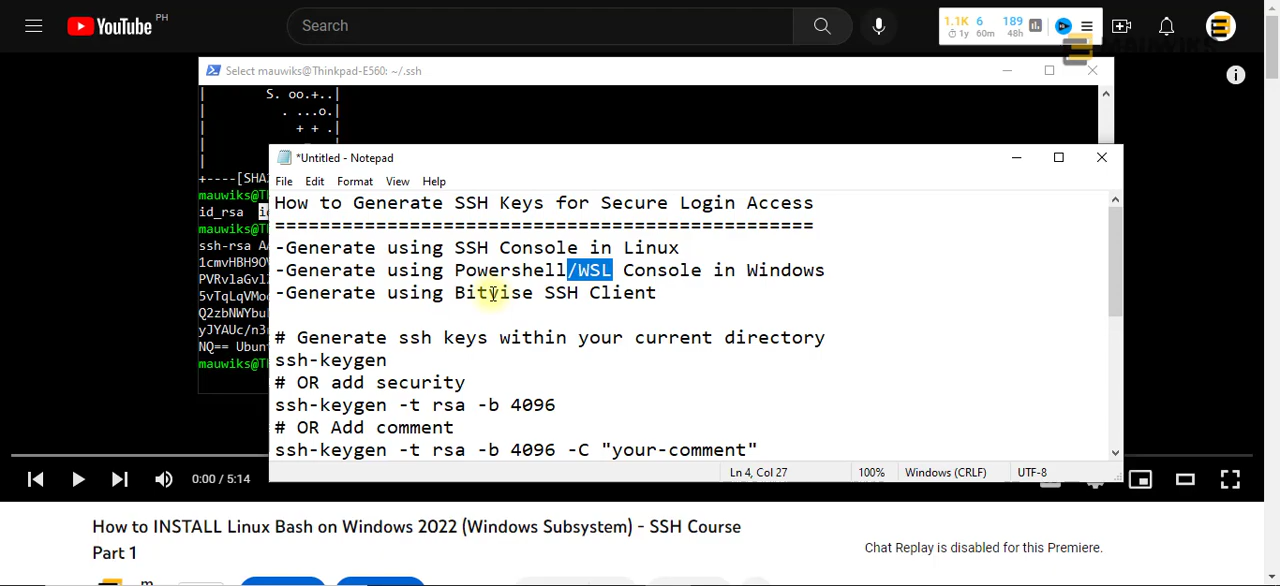 YouTube PH
Search
1.1K 6 189
1y 60m 48h
Select mauwiks@Thinkpad-E560: ~/.ssh
| S. oo.+..|
| . ...o.|
| + + .|
|
|
+----[SHA
mauwiks@T
id_rsa
mauwiks@T
ssh-rsa
1cmvHBH9O
PVRvlaGvl
5vTqLqVMo
Q2zbNWYbu
yJYAUc/n3
NQ== Ubun
mauwiks@T
*Untitled - Notepad
File Edit Format View Help
How to Generate SSH Keys for Secure Login Access
================================================
-Generate using SSH Console in Linux
-Generate using Powershell/WSL Console in Windows
-Generate using Bitvise SSH Client
# Generate ssh keys within your current directory
ssh-keygen
# OR add security
ssh-keygen -t rsa -b 4096
# OR Add comment
ssh-keygen -t rsa -b 4096 -C "your-comment"
Ln 4, Col 27 100% Windows (CRLF) UTF-8
0:00 / 5:14
How to INSTALL Linux Bash on Windows 2022 (Windows Subsystem) - SSH Course
Part 1
Chat Replay is disabled for this Premiere.